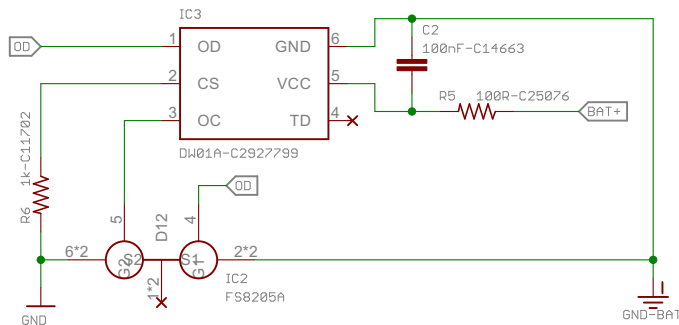 IC3
OD
1
OD
GND
6
C2
100nF-C14663
2
CS
VCC
5
R5
100R-C25076
BAT+
3
OC
TD
4
DW01A-C2927799
1k-C11702
R6
OD
5
D12
4
6*2
S2
G2
S1
G1
2*2
1*2
IC2
FS8205A
GND
GND-BAT